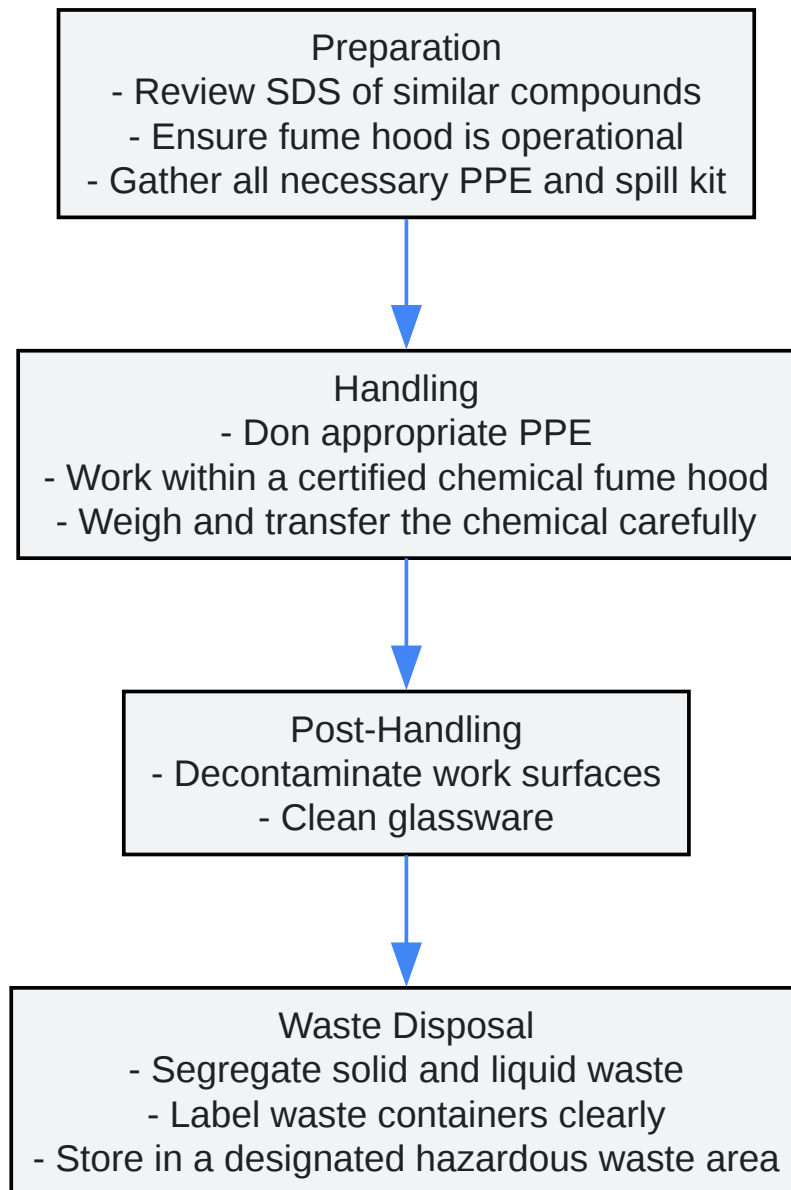 Preparation
- Review SDS of similar compounds
- Ensure fume hood is operational
- Gather all necessary PPE and spill kit
Handling
- Don appropriate PPE
- Work within a certified chemical fume hood
- Weigh and transfer the chemical carefully
Post-Handling
- Decontaminate work surfaces
- Clean glassware
Waste Disposal
- Segregate solid and liquid waste
- Label waste containers clearly
- Store in a designated hazardous waste area